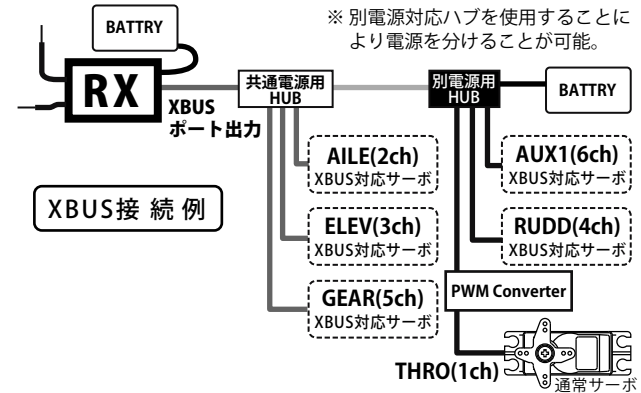 ※ 別電源対応ハブを使用することに
より電源を分けることが可能。
BATTRY
RX
XBUS
ポート出力
共通電源用
HUB
別電源用
HUB
BATTRY
AILE(2ch)
XBUS対応サーボ
AUX1(6ch)
XBUS対応サーボ
XBUS接続例
ELEV(3ch)
XBUS対応サーボ
RUDD(4ch)
XBUS対応サーボ
GEAR(5ch)
XBUS対応サーボ
PWM Converter
THRO(1ch)
通常サーボ